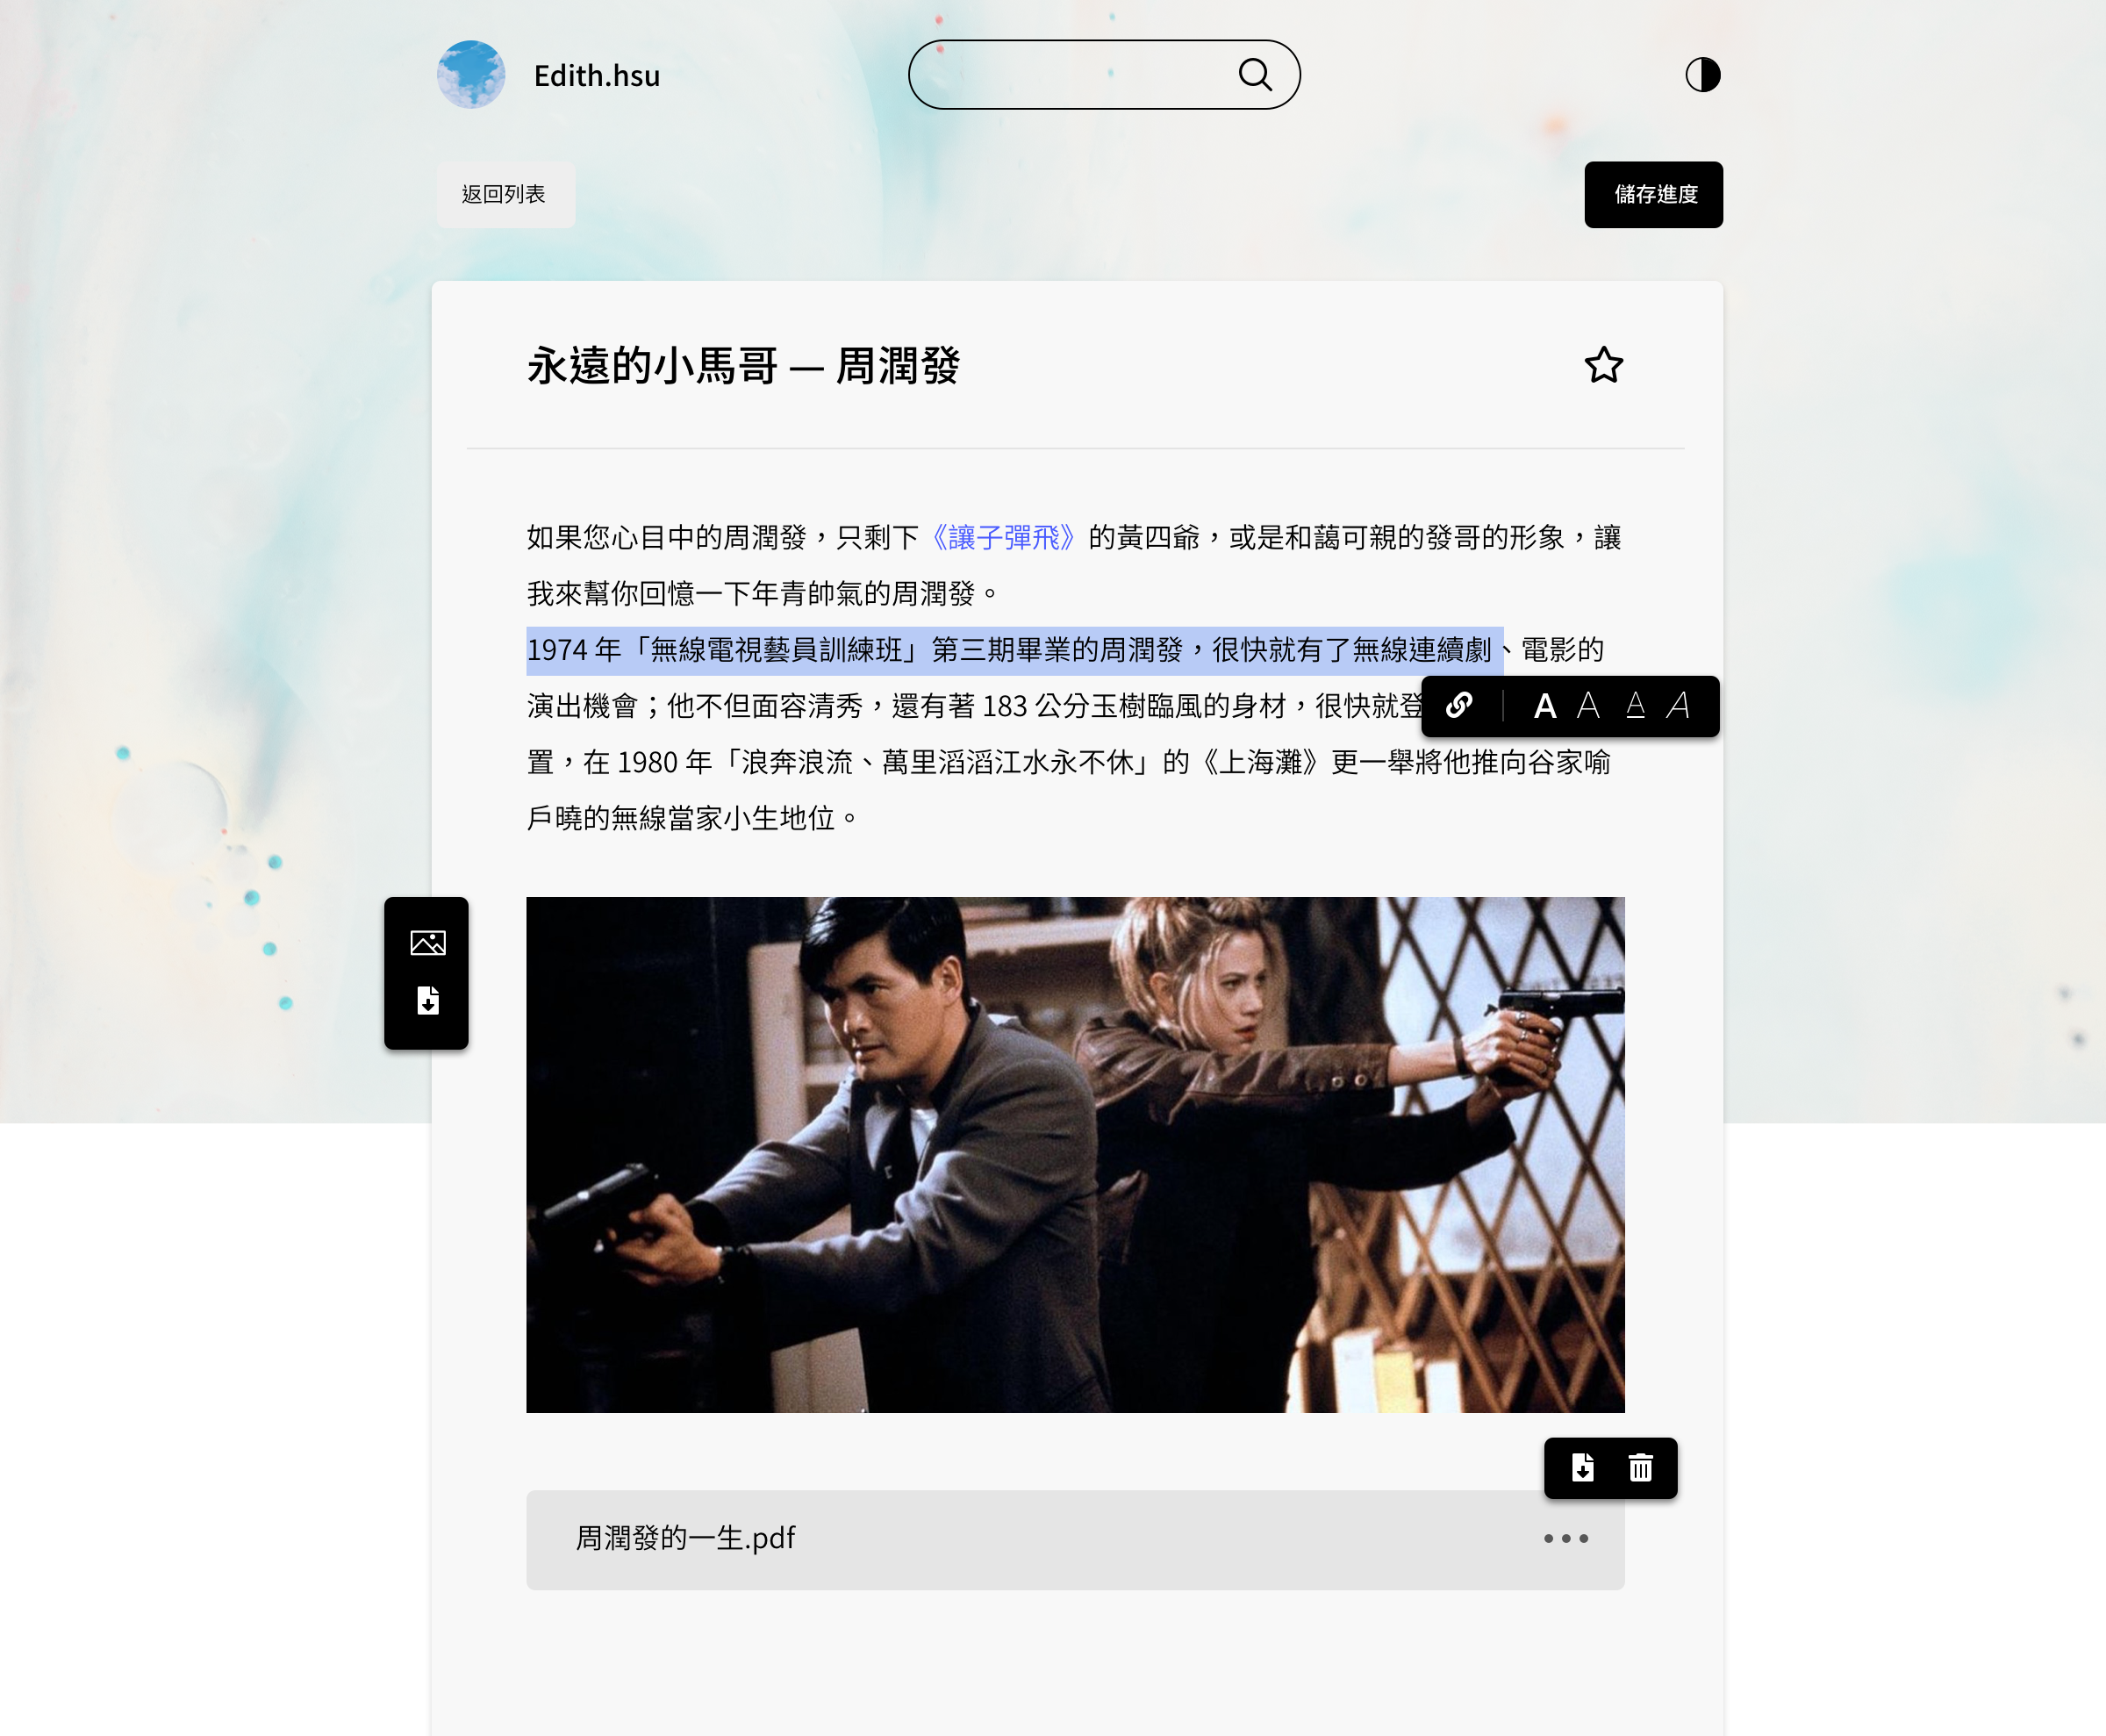 Edith.hsu
返回列表
儲存進度
永遠的小馬哥 — 周潤發
如果您心目中的周潤發，只剩下《讓子彈飛》的黃四爺，或是和藹可親的發哥的形象，讓
我來幫你回憶一下年青帥氣的周潤發。
1974 年「無線電視藝員訓練班」第三期畢業的周潤發，很快就有了無線連續劇、電影的
演出機會；他不但面容清秀，還有著 183 公分玉樹臨風的身材，很快就登
A A A A
置，在 1980 年「浪奔浪流、萬里滔滔江水永不休」的《上海灘》更一舉將他推向谷家喻
戶曉的無線當家小生地位。
周潤發的一生.pdf